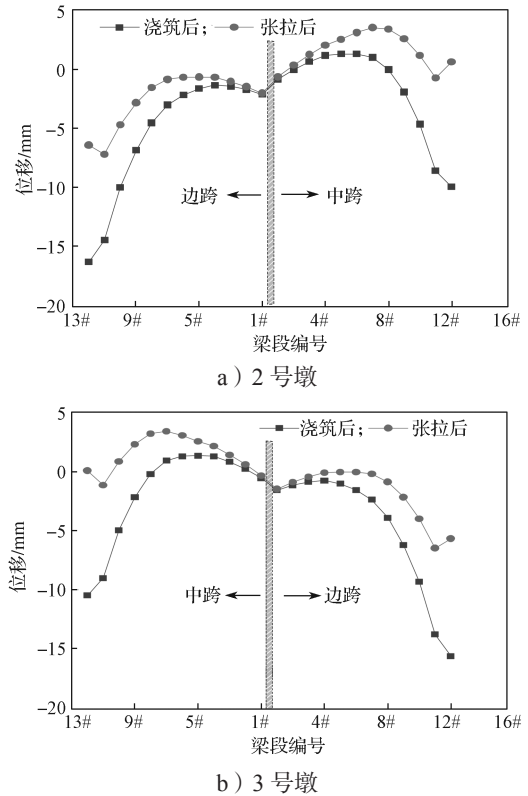 5
浇筑后; 张拉后
0
−5
−10
−15
−20
位移/mm
边跨 中跨
13# 9# 5# 1# 4# 8# 12# 16#
梁段编号
a）2 号墩
5
浇筑后; 张拉后
0
−5
−10
−15
−20
位移/mm
中跨 边跨
13# 9# 5# 1# 4# 8# 12# 16#
梁段编号
b）3 号墩